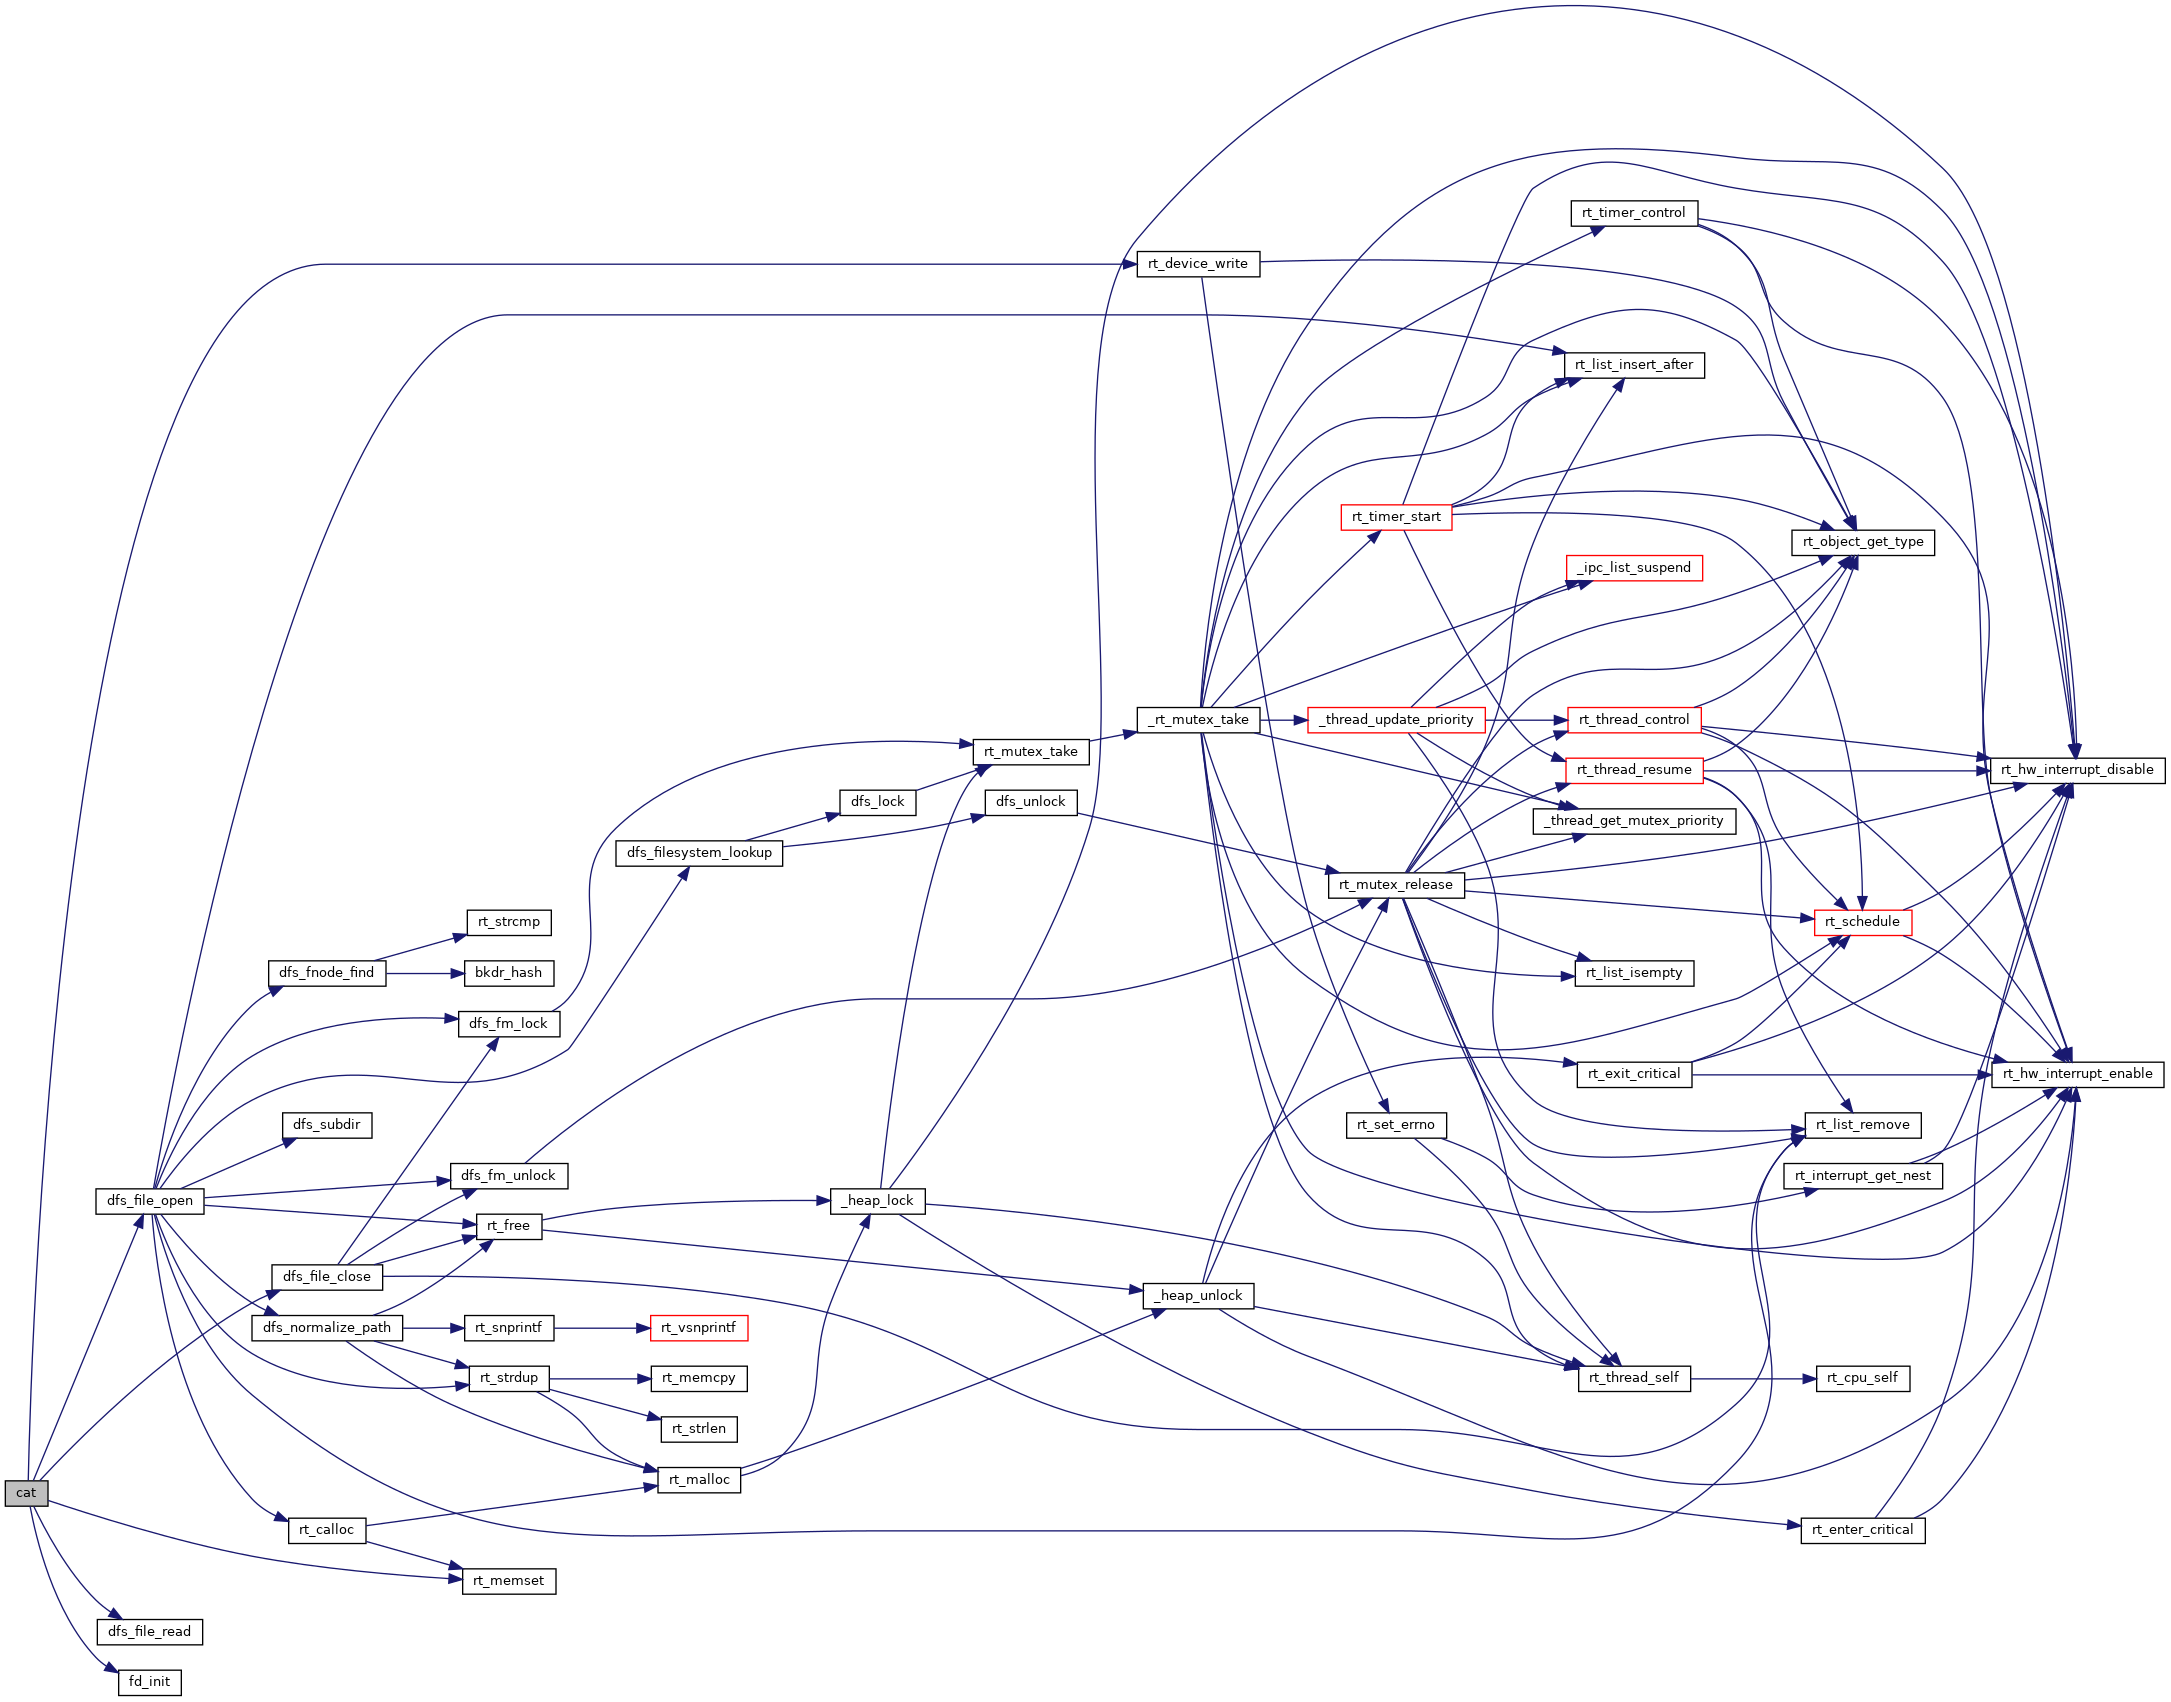 cat
dfs_file_open
dfs_file_read
fd_init
dfs_fnode_find
dfs_subdir
dfs_file_close
dfs_normalize_path
rt_calloc
rt_strcmp
bkdr_hash
dfs_fm_lock
dfs_fm_unlock
rt_free
rt_snprintf
rt_strdup
rt_memset
dfs_filesystem_lookup
rt_vsnprintf
rt_memcpy
rt_strlen
rt_malloc
dfs_lock
_heap_lock
rt_mutex_take
dfs_unlock
rt_device_write
_rt_mutex_take
_heap_unlock
rt_timer_start
_thread_update_priority
rt_mutex_release
rt_set_errno
rt_timer_control
rt_list_insert_after
_ipc_list_suspend
rt_thread_control
rt_thread_resume
_thread_get_mutex_priority
rt_list_isempty
rt_exit_critical
rt_thread_self
rt_object_get_type
rt_schedule
rt_list_remove
rt_interrupt_get_nest
rt_cpu_self
rt_enter_critical
rt_hw_interrupt_disable
rt_hw_interrupt_enable